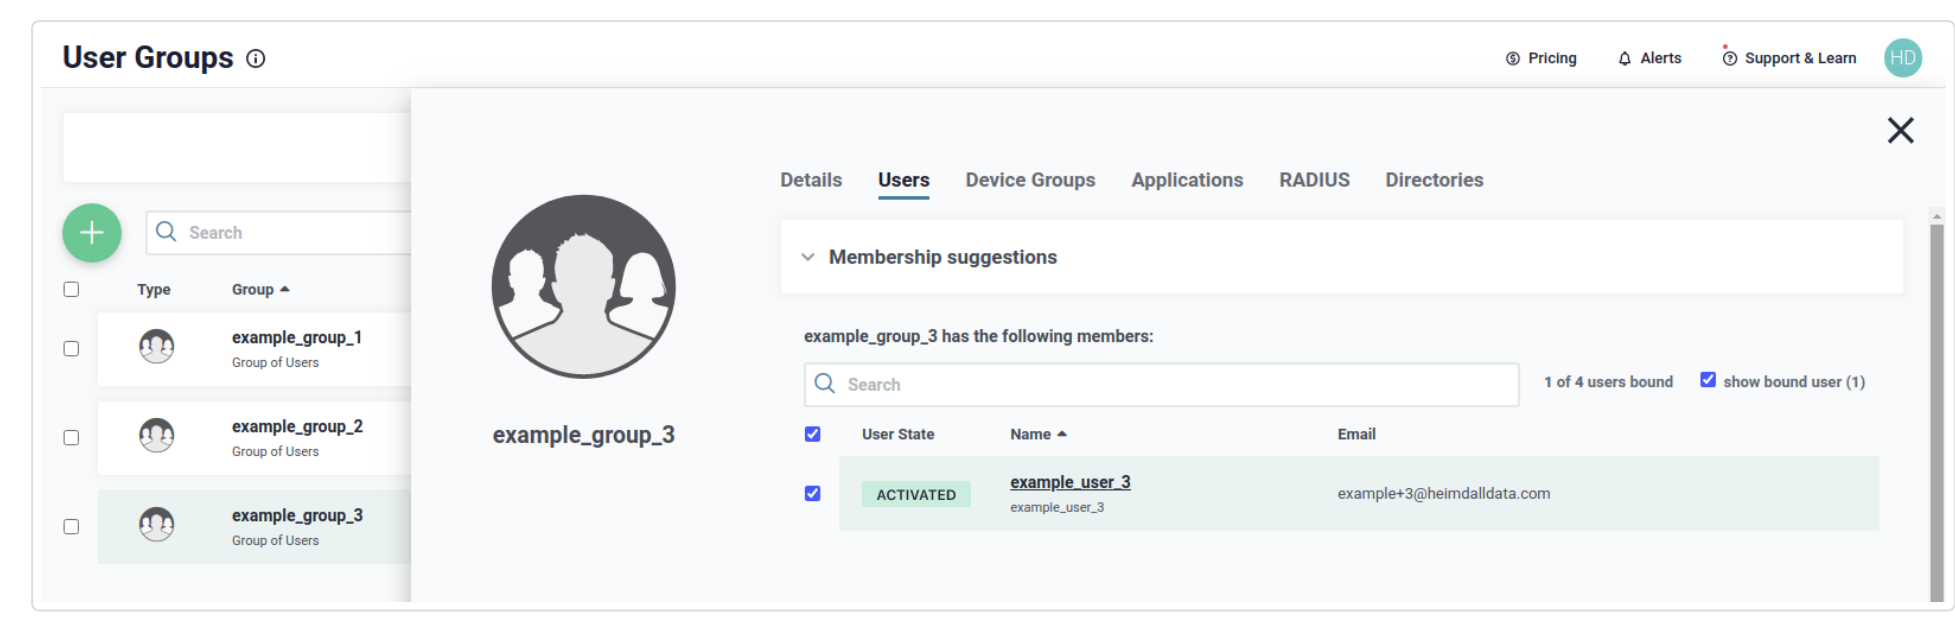 User Groups
Pricing
Alerts
Support & Learn
HD
Details Users Device Groups Applications RADIUS Directories
Search
Membership suggestions
Type Group
example_group_1
Group of Users
example_group_2
Group of Users
example_group_3
Group of Users
example_group_3
example_group_3 has the following members:
Search
1 of 4 users bound
show bound user (1)
User State Name Email
ACTIVATED
example_user_3
example_user_3
example+3@heimdalldata.com